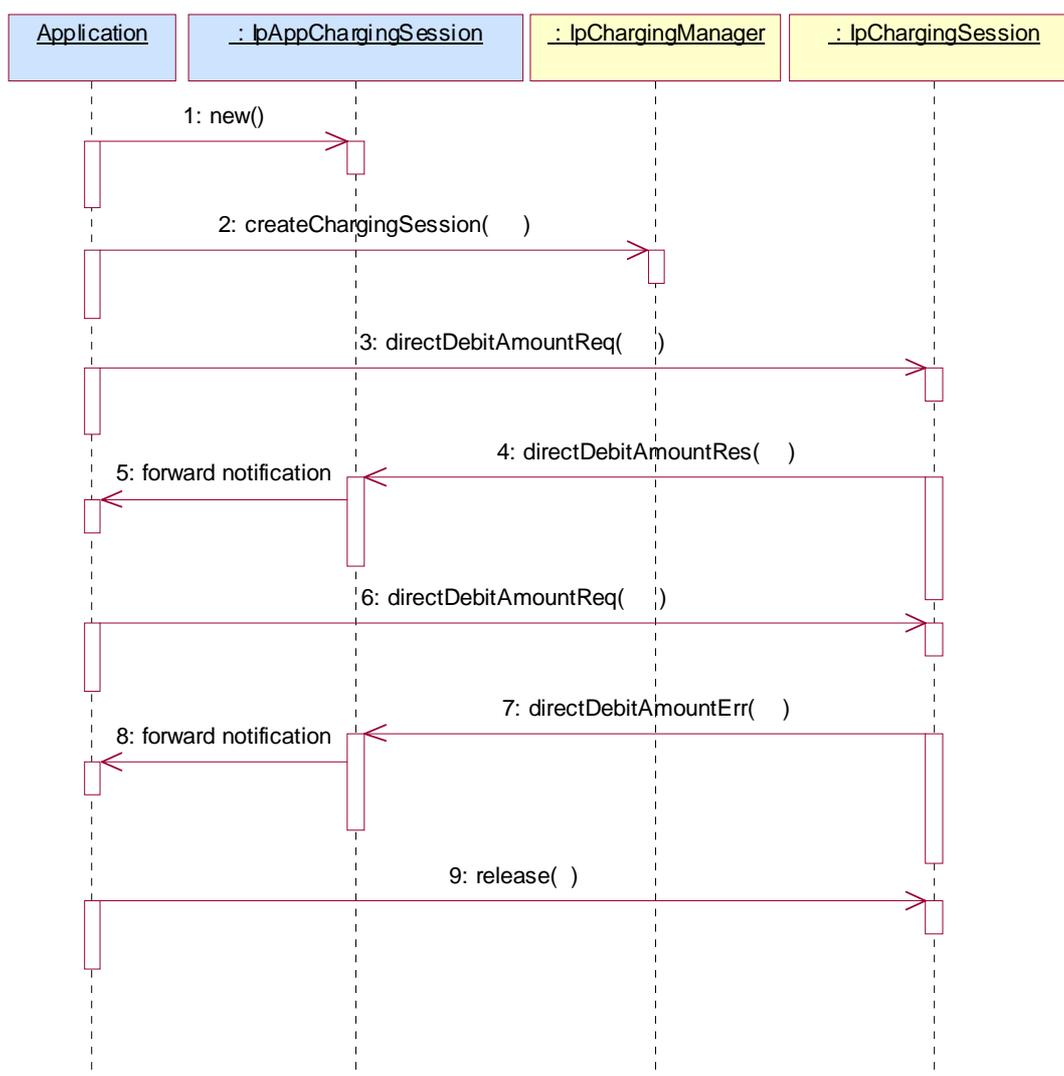 Application
: IpAppChargingSession
: IpChargingManager
: IpChargingSession
1: new()
2: createChargingSession( )
3: directDebitAmountReq( )
4: directDebitAmountRes( )
5: forward notification
6: directDebitAmountReq( )
7: directDebitAmountErr( )
8: forward notification
9: release( )